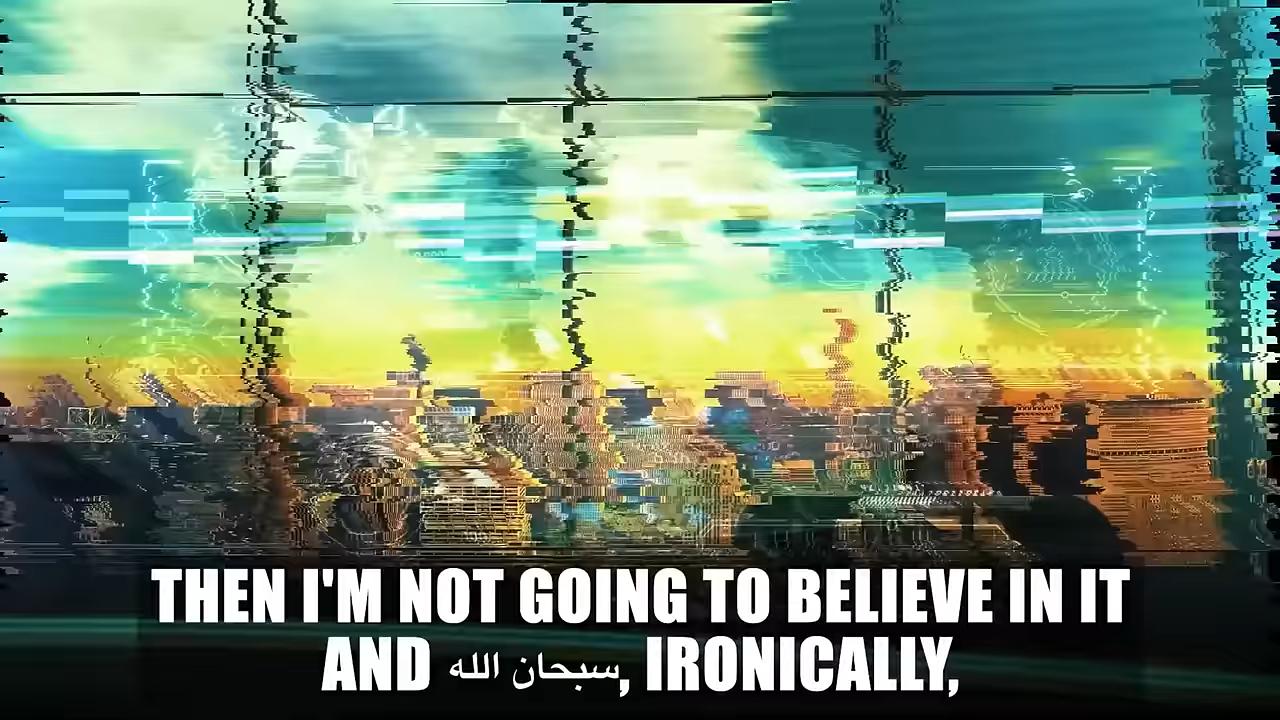 THEN I'M NOT GOING TO BELIEVE IN IT
AND سبحان الله, IRONICALLY,